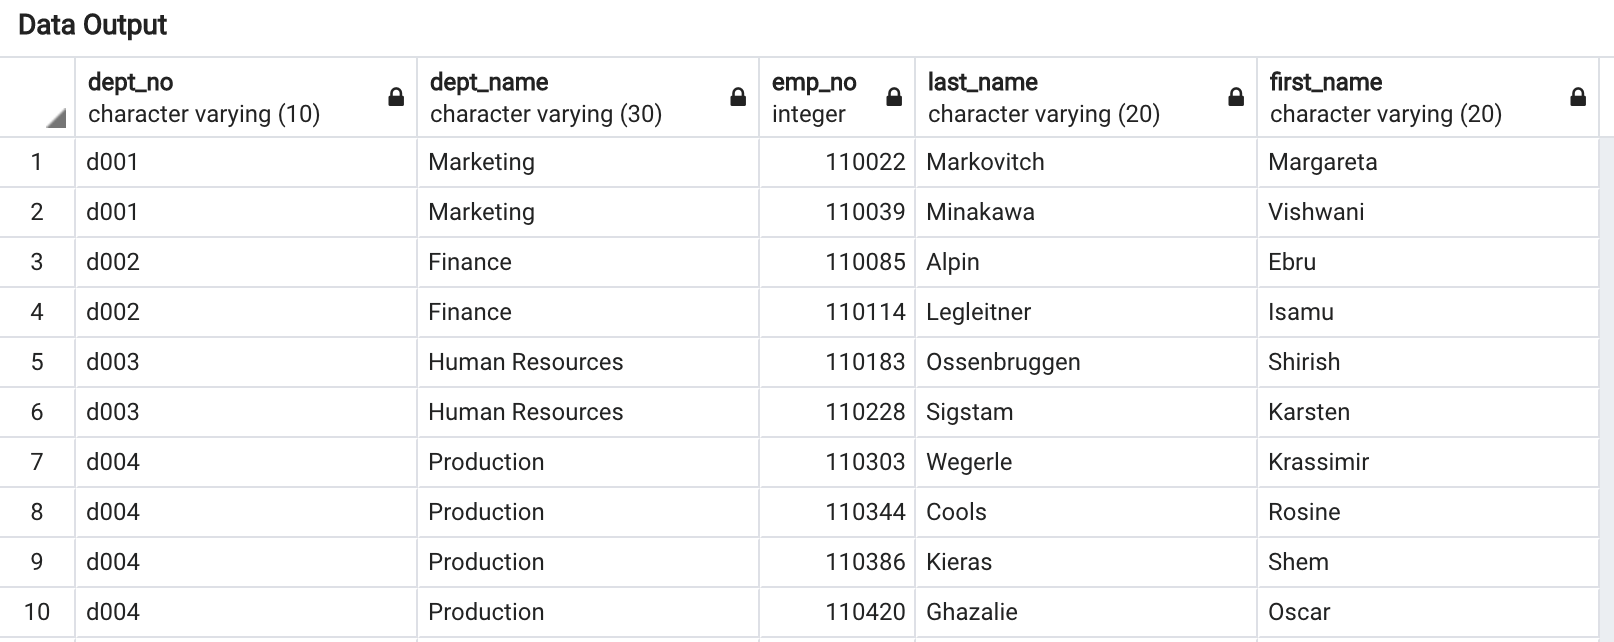 Data Output
dept_no dept_name emp_no last_name first_name
character varying (10) character varying (30) integer character varying (20) character varying (20)
1 d001 Marketing 110022 Markovitch Margareta
2 d001 Marketing 110039 Minakawa Vishwani
3 d002 Finance 110085 Alpin Ebru
4 d002 Finance 110114 Legleitner Isamu
5 d003 Human Resources 110183 Ossenbruggen Shirish
6 d003 Human Resources 110228 Sigstam Karsten
7 d004 Production 110303 Wegerle Krassimir
8 d004 Production 110344 Cools Rosine
9 d004 Production 110386 Kieras Shem
10 d004 Production 110420 Ghazalie Oscar